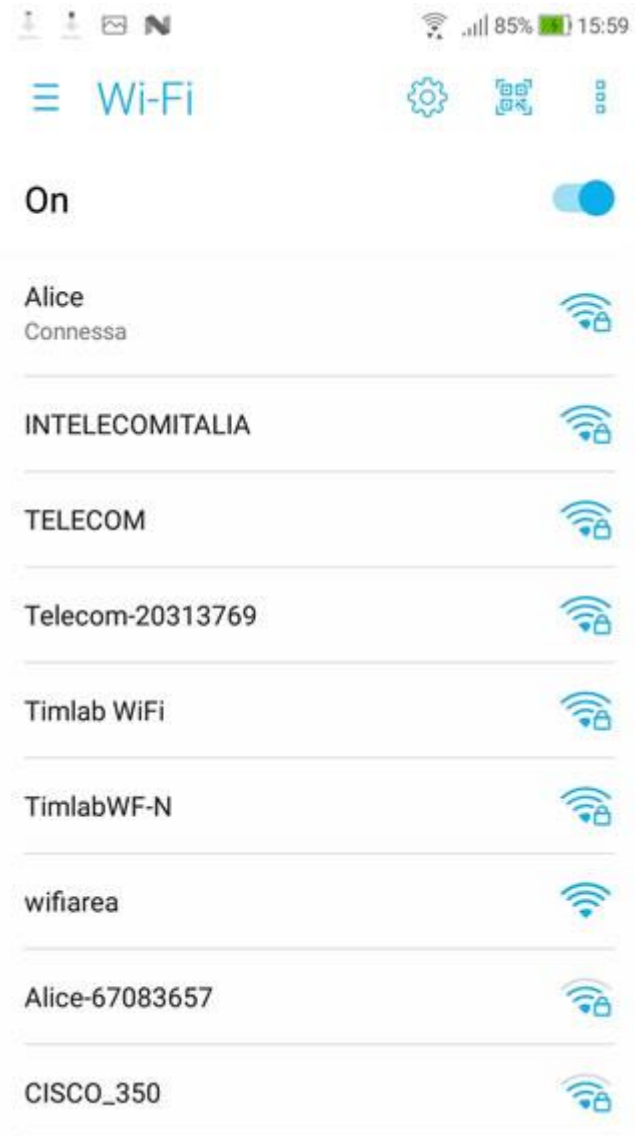 85% 15:59
Wi-Fi
On
Alice
Connessa
INTELECOMITALIA
TELECOM
Telecom-20313769
Timlab WiFi
TimlabWF-N
wifiarea
Alice-67083657
CISCO_350